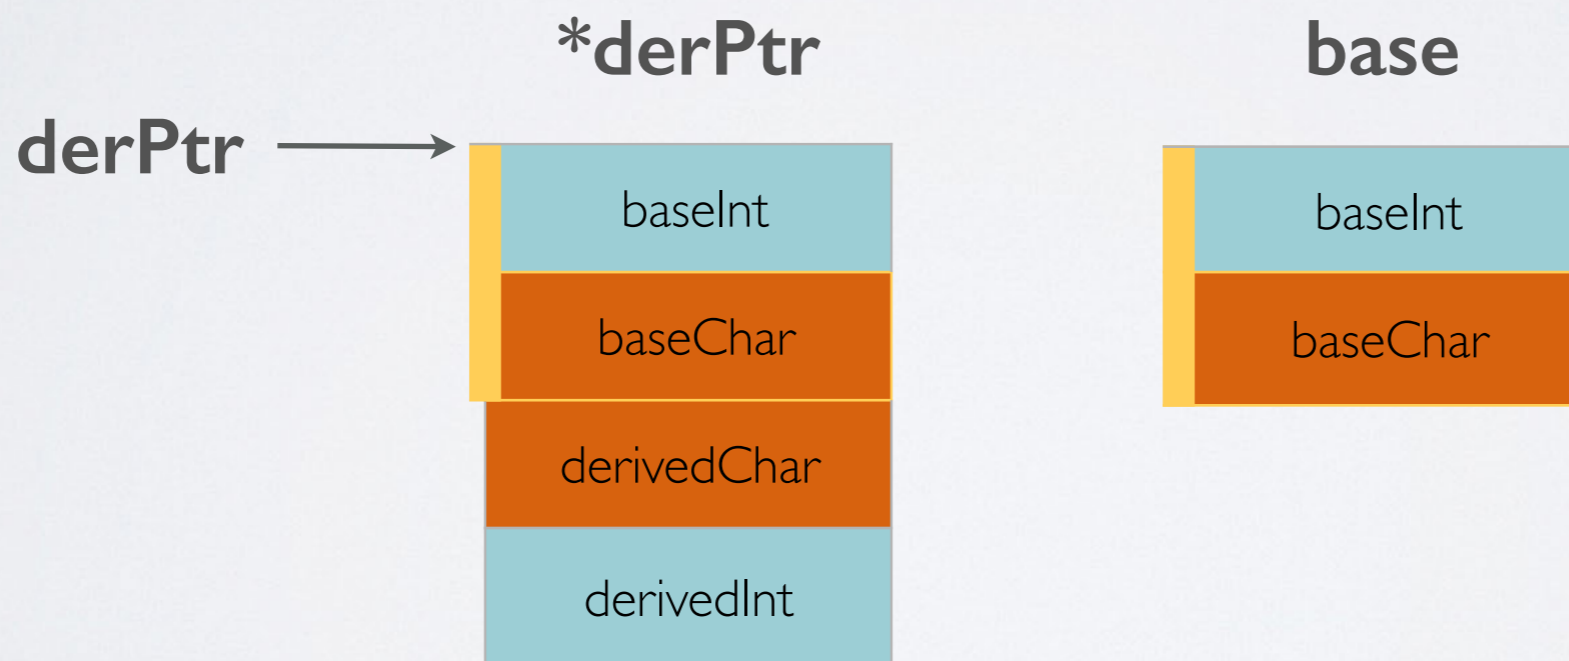 *derPtr
base
derPtr
baseInt
baseInt
baseChar
baseChar
derivedChar
derivedInt